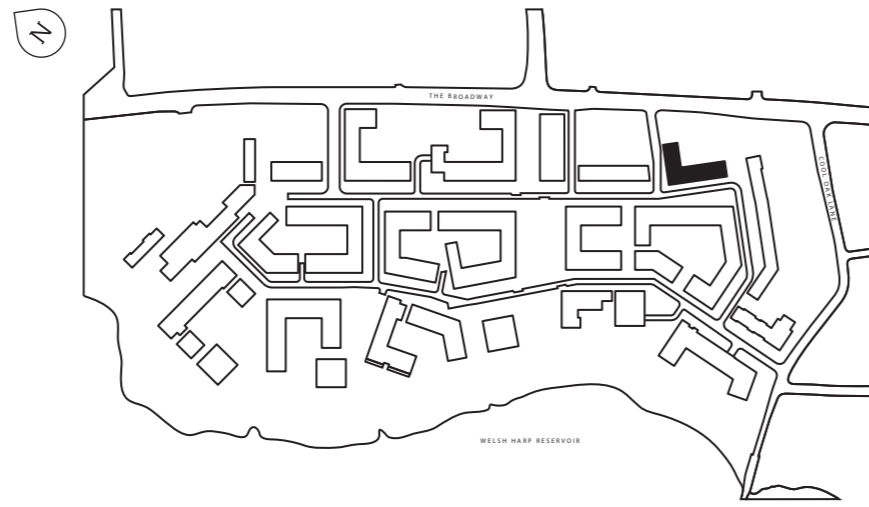 N
THE BROADWAY
COOL OAK LANE
WELSH HARP RESERVOIR